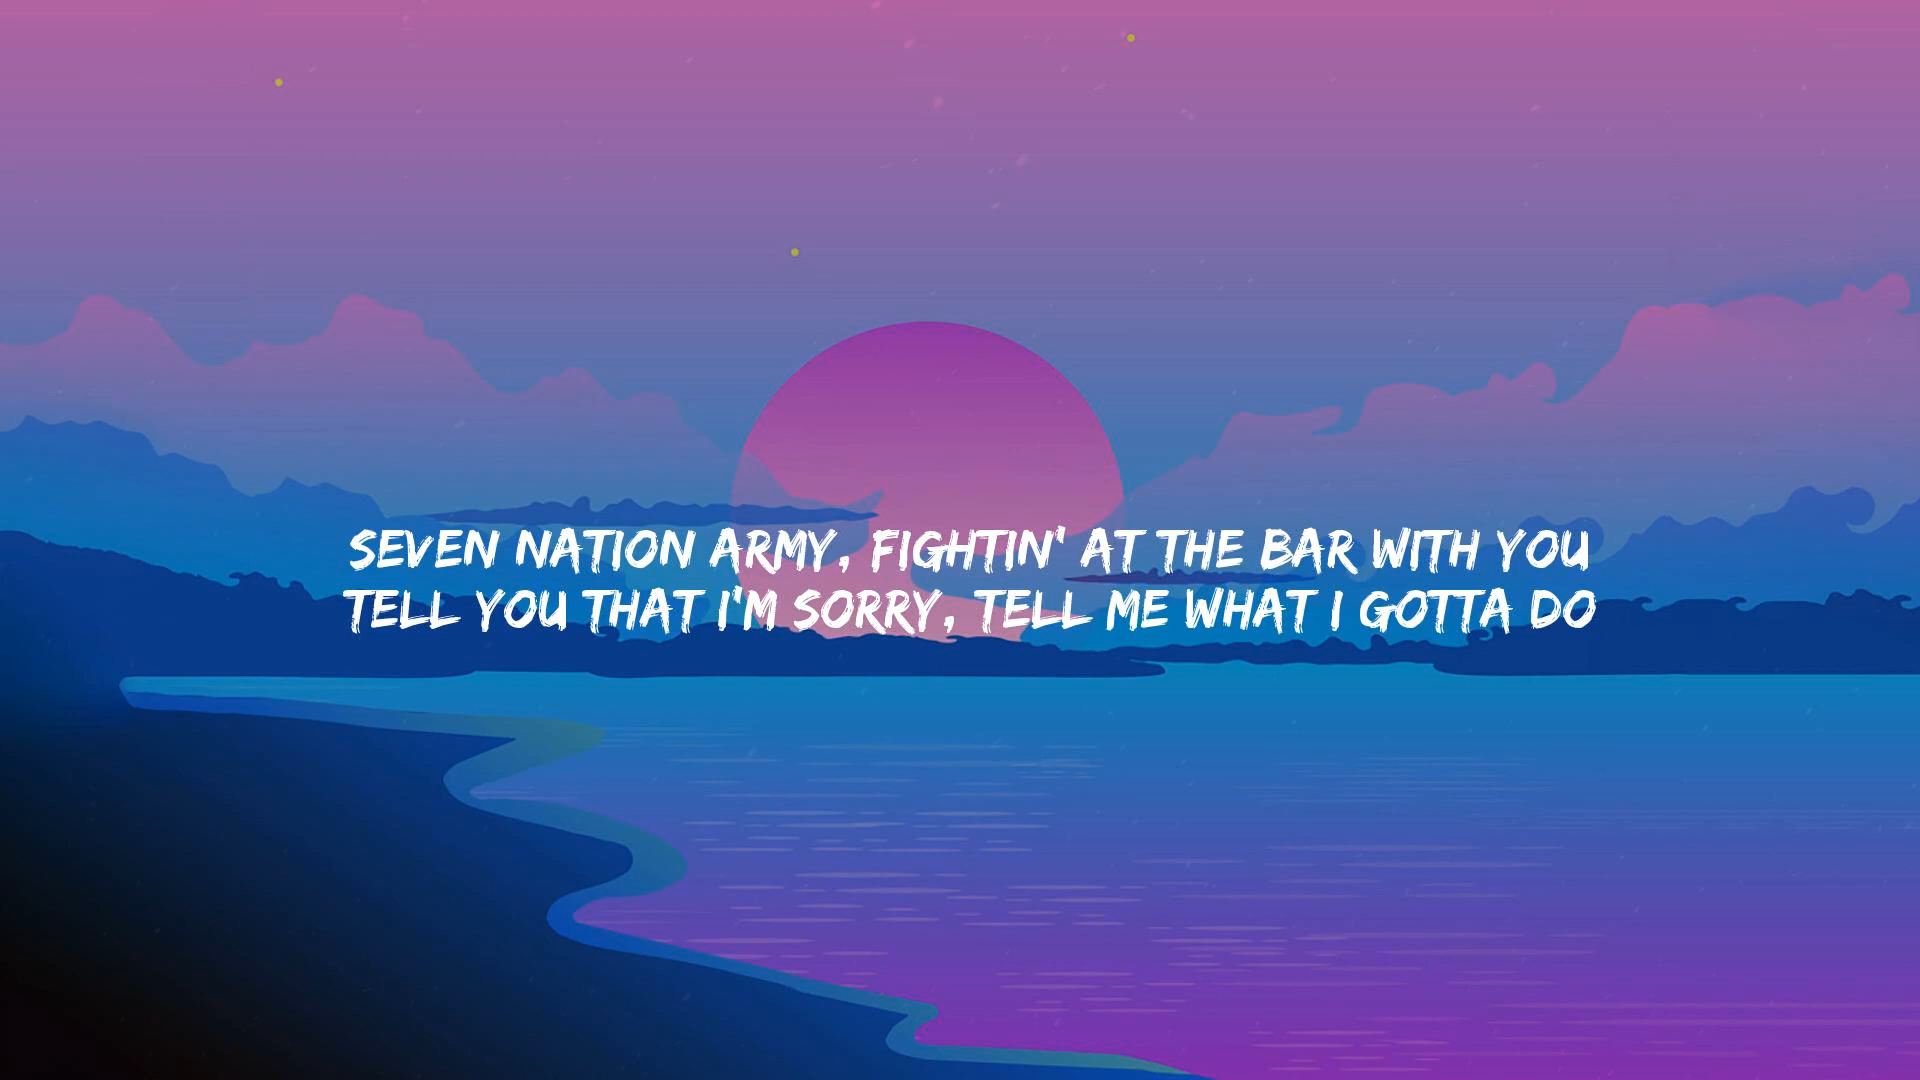 SEVEN NATION ARMY, FIGHTIN' AT THE BAR WITH YOU
TELL YOU THAT I'M SORRY, TELL ME WHAT I GOTTA DO